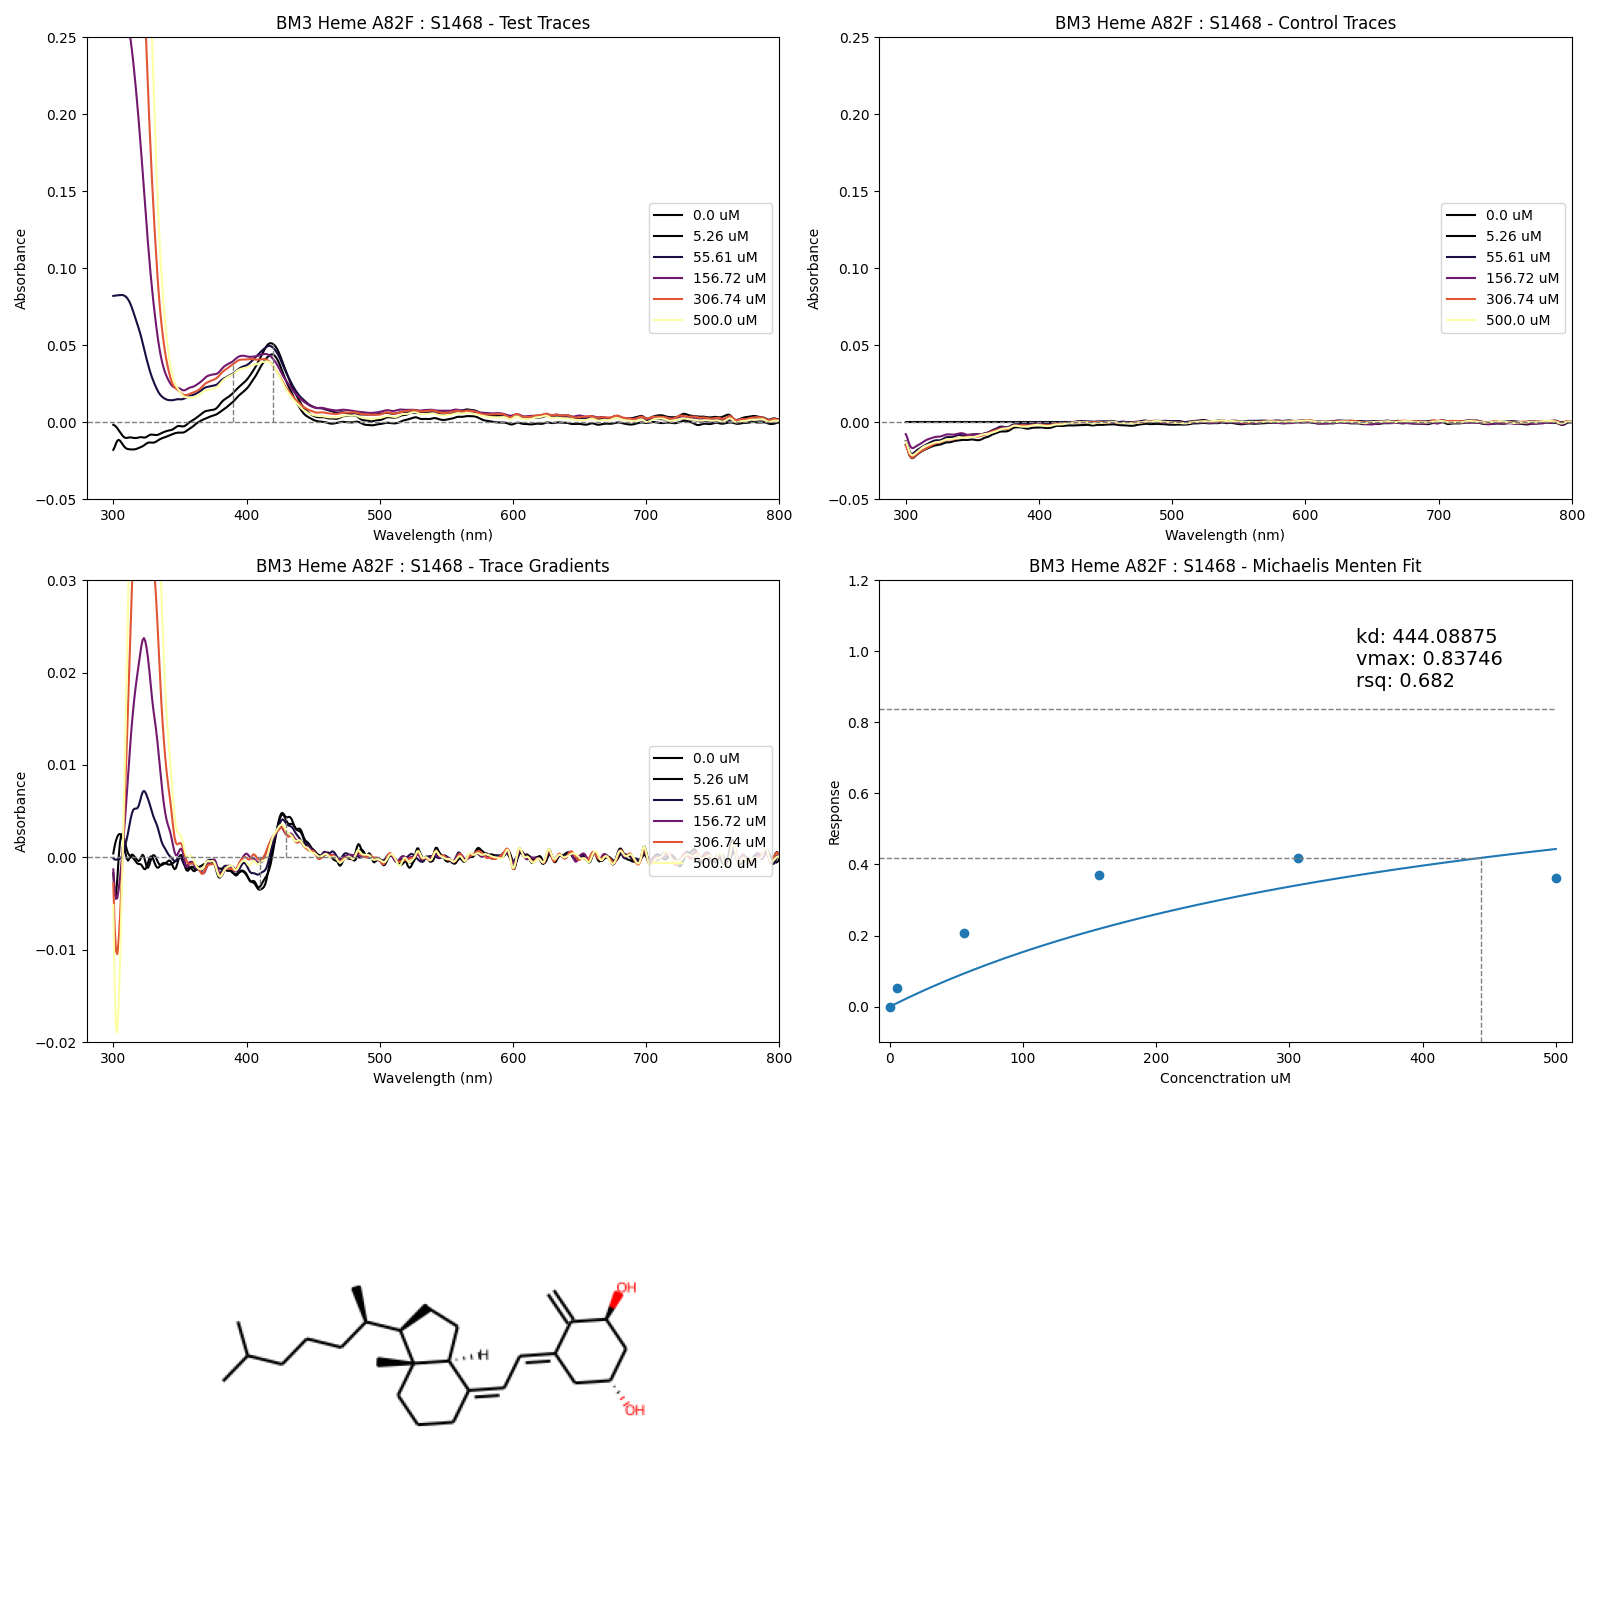 BM3 Heme A82F : S1468 - Test Traces
0.25
0.20
0.15
0.10
0.05
0.00
−0.05
Absorbance
300
400
500
600
700
800
Wavelength (nm)
0.0 uM
5.26 uM
55.61 uM
156.72 uM
306.74 uM
500.0 uM
BM3 Heme A82F : S1468 - Control Traces
0.25
0.20
0.15
0.10
0.05
0.00
−0.05
Absorbance
300
400
500
600
700
800
Wavelength (nm)
0.0 uM
5.26 uM
55.61 uM
156.72 uM
306.74 uM
500.0 uM
BM3 Heme A82F : S1468 - Trace Gradients
0.03
0.02
0.01
0.00
−0.01
−0.02
Absorbance
300
400
500
600
700
800
Wavelength (nm)
0.0 uM
5.26 uM
55.61 uM
156.72 uM
306.74 uM
500.0 uM
BM3 Heme A82F : S1468 - Michaelis Menten Fit
1.2
1.0
0.8
0.6
0.4
0.2
0.0
Response
0
100
200
300
400
500
Concenctration uM
kd: 444.08875
vmax: 0.83746
rsq: 0.682
OH
H
OH